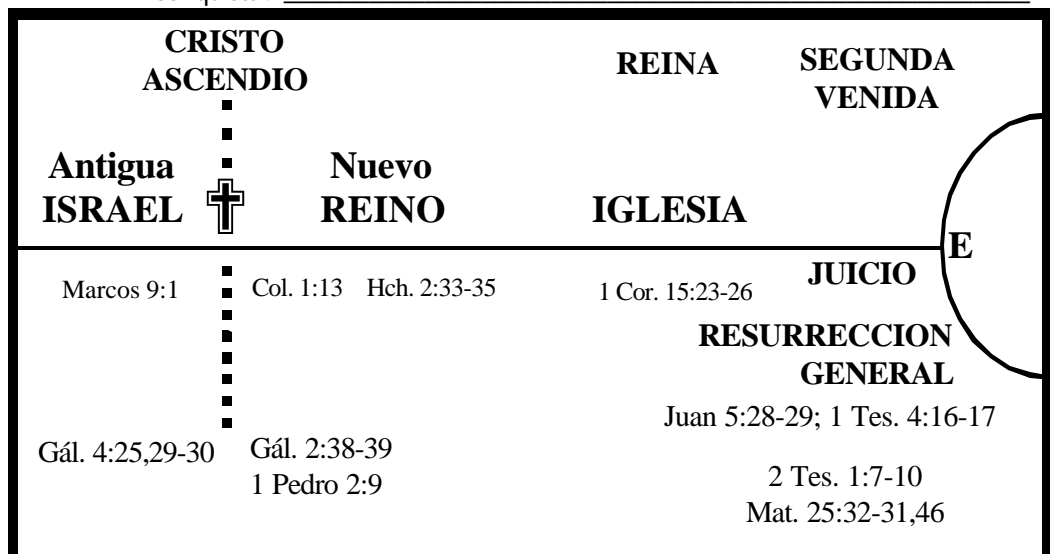 CRISTO
ASCENDIO
REINA
SEGUNDA
VENIDA
Antigua
ISRAEL
Nuevo
REINO
IGLESIA
E
Marcos 9:1
Col. 1:13 Hch. 2:33-35
1 Cor. 15:23-26
JUICIO
RESURRECCION
GENERAL
Juan 5:28-29; 1 Tes. 4:16-17
Gál. 4:25,29-30
Gál. 2:38-39
1 Pedro 2:9
2 Tes. 1:7-10
Mat. 25:32-31,46